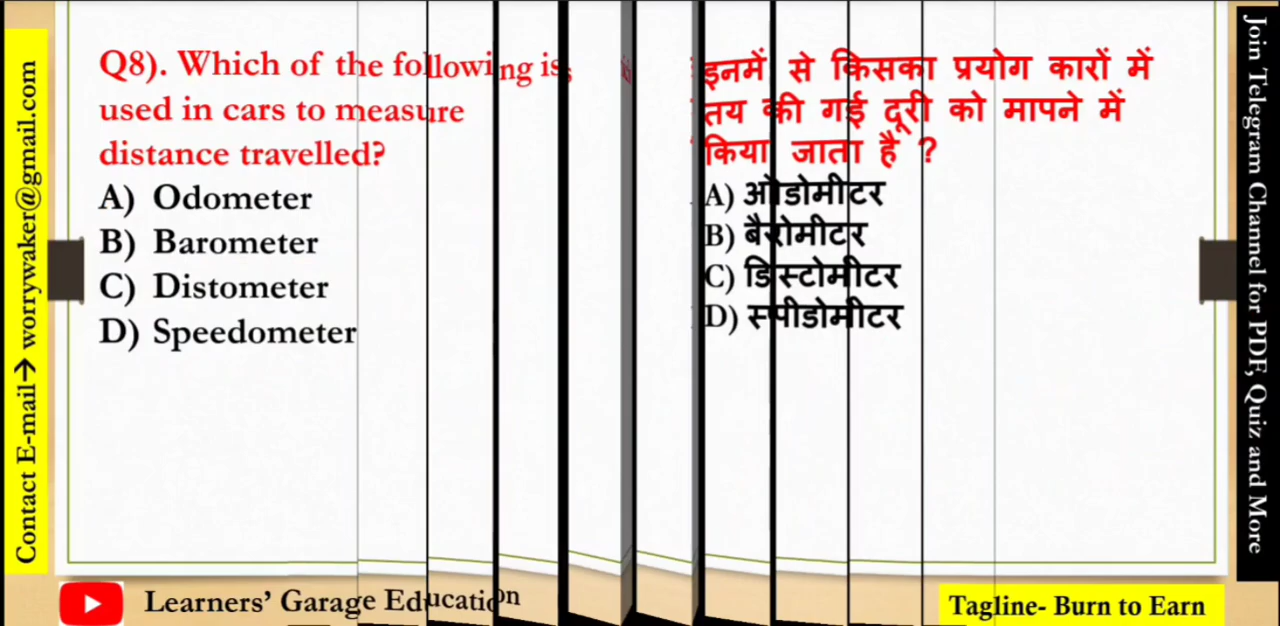 Contact E-mail→ worrywaker@gmail.com
Q8). Which of the following is
used in cars to measure
distance travelled?
A) Odometer
B) Barometer
C) Distometer
D) Speedometer
इनमें से किसका प्रयोग कारों में
तय की गई दूरी को मापने में
किया जाता है ?
A) ओडोमीटर
B) बैरोमीटर
C) डिस्टोमीटर
D) स्पीडोमीटर
Join Telegram Channel for PDF, Quiz and More
Learners’ Garage Education
Tagline- Burn to Earn